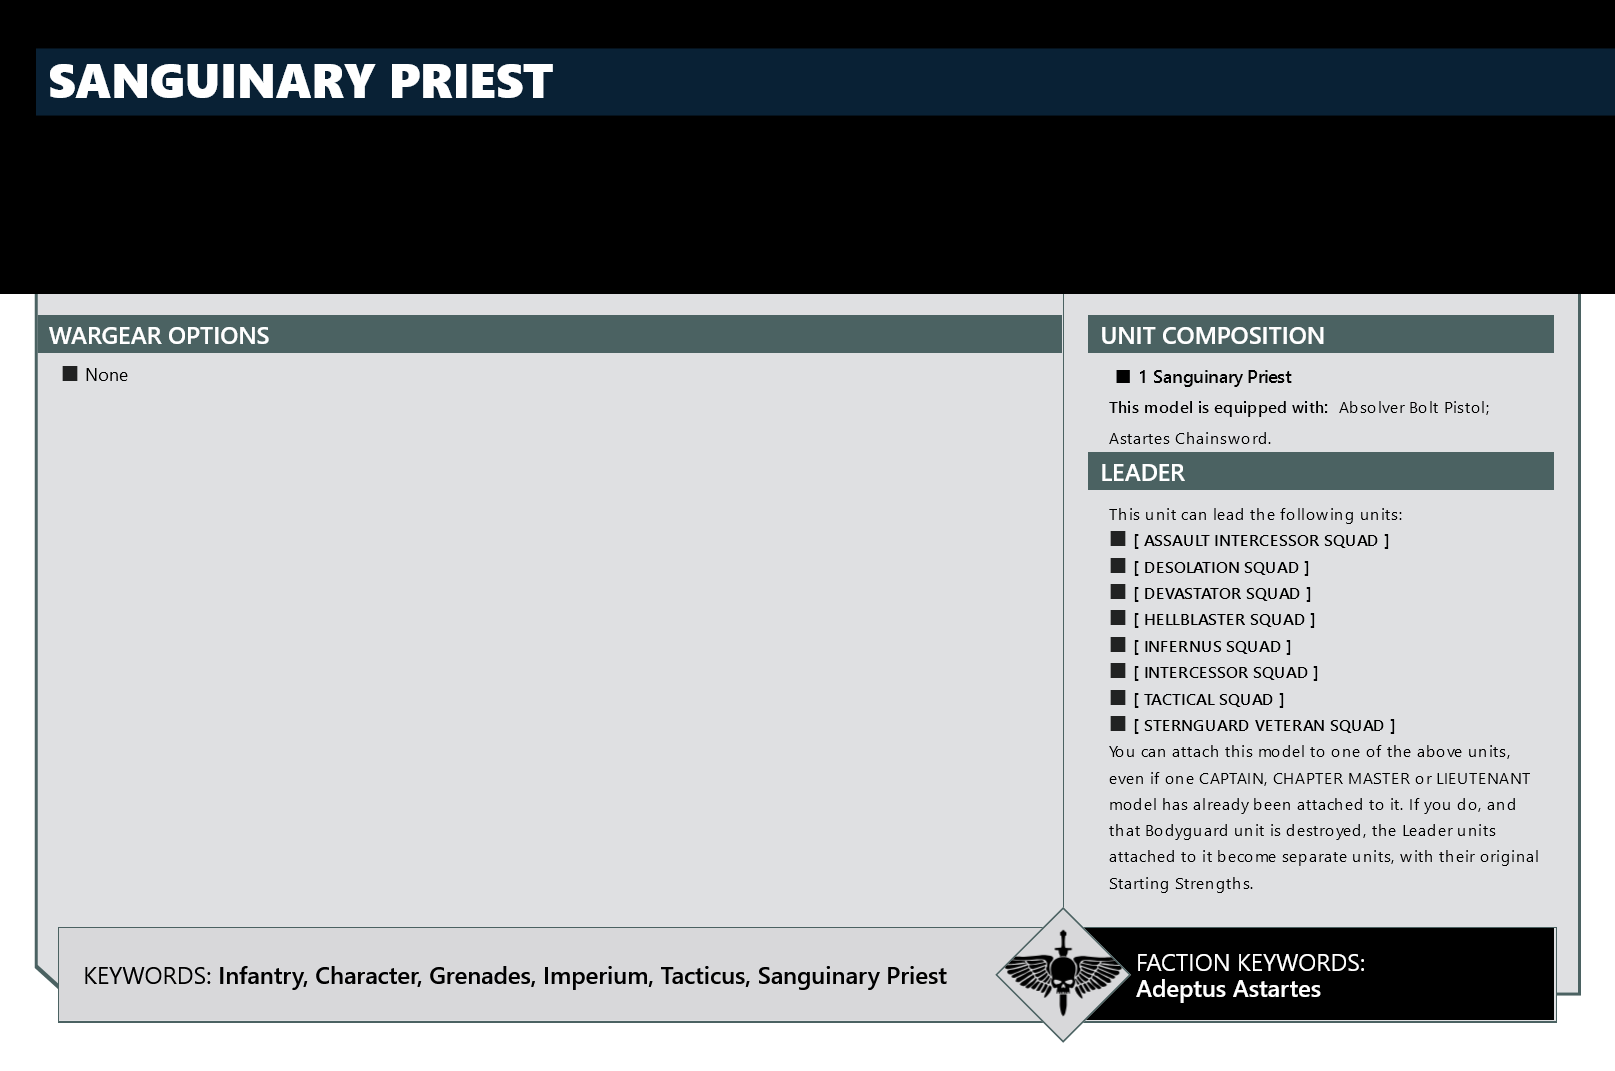 SANGUINARY PRIEST
WARGEAR OPTIONS
■ None
UNIT COMPOSITION
■ 1 Sanguinary Priest
This model is equipped with: Absolver Bolt Pistol;
Astartes Chainsword.
LEADER
This unit can lead the following units:
■ [ ASSAULT INTERCESSOR SQUAD ]
■ [ DESOLATION SQUAD ]
■ [ DEVASTATOR SQUAD ]
■ [ HELLBLASTER SQUAD ]
■ [ INFERNUS SQUAD ]
■ [ INTERCESSOR SQUAD ]
■ [ TACTICAL SQUAD ]
■ [ STERNGUARD VETERAN SQUAD ]
You can attach this model to one of the above units,
even if one CAPTAIN, CHAPTER MASTER or LIEUTENANT
model has already been attached to it. If you do, and
that Bodyguard unit is destroyed, the Leader units
attached to it become separate units, with their original
Starting Strengths.
KEYWORDS: Infantry, Character, Grenades, Imperium, Tacticus, Sanguinary Priest
FACTION KEYWORDS:
Adeptus Astartes